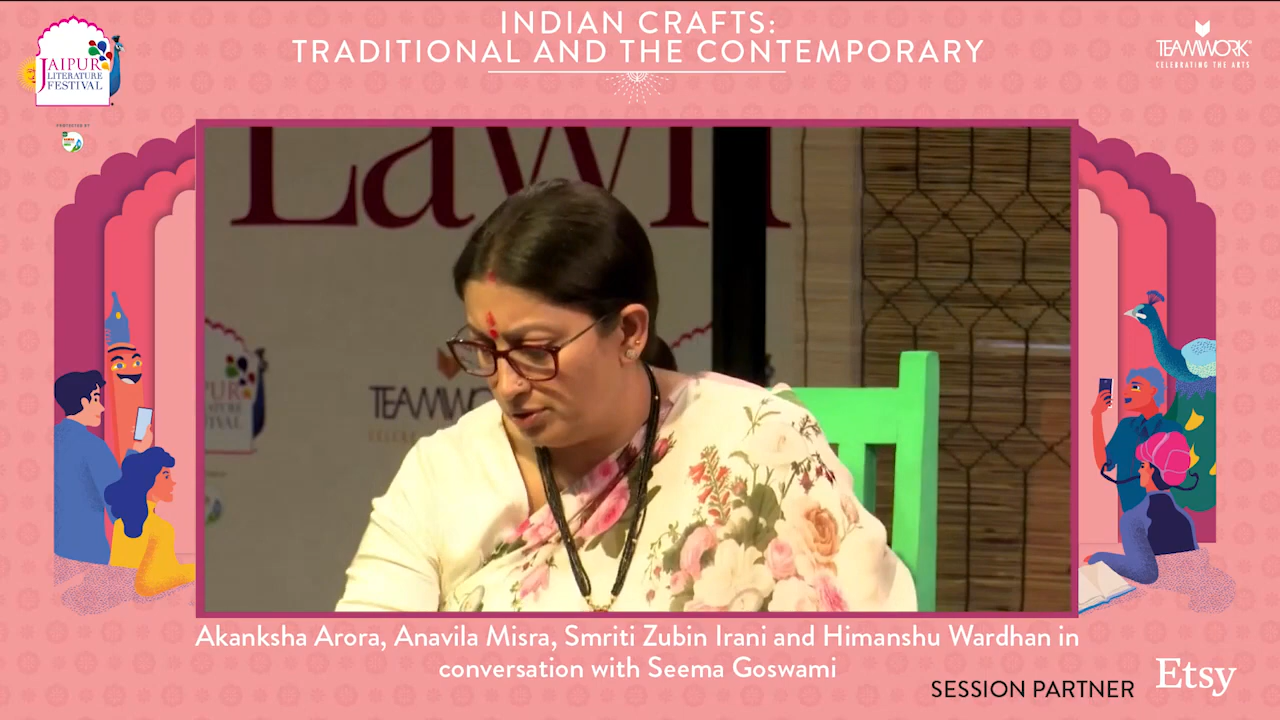 INDIAN CRAFTS:
TRADITIONAL AND THE CONTEMPORARY
JAIPUR
LITERATURE
FESTIVAL
TEAMWORK
CELEBRATING THE ARTS
Lawn
TEAMWO
Akanksha Arora, Anavila Misra, Smriti Zubin Irani and Himanshu Wardhan in
conversation with Seema Goswami
SESSION PARTNER
Etsy